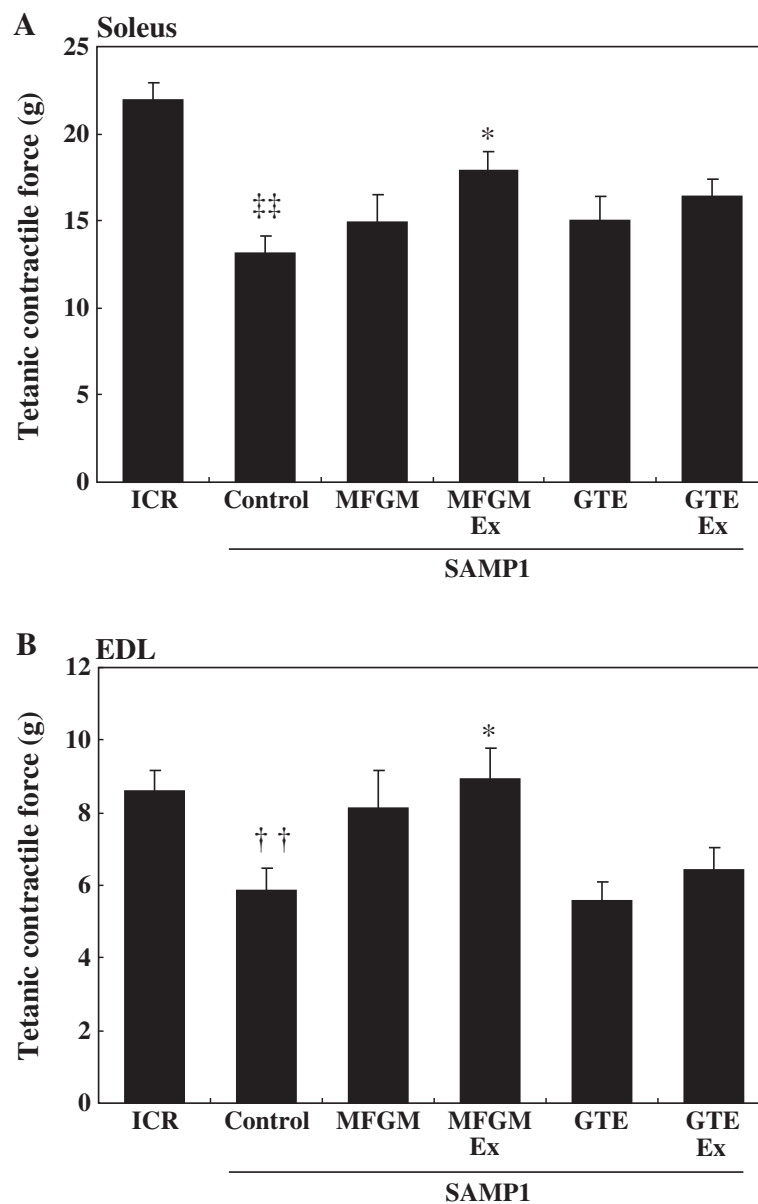 A Soleus
Tetanic contractile force (g)
25
20
15
10
5
0
‡‡
*
ICR Control MFGM MFGM Ex GTE GTE Ex
SAMP1
B EDL
Tetanic contractile force (g)
12
10
8
6
4
2
0
† †
*
ICR Control MFGM MFGM Ex GTE GTE Ex
SAMP1